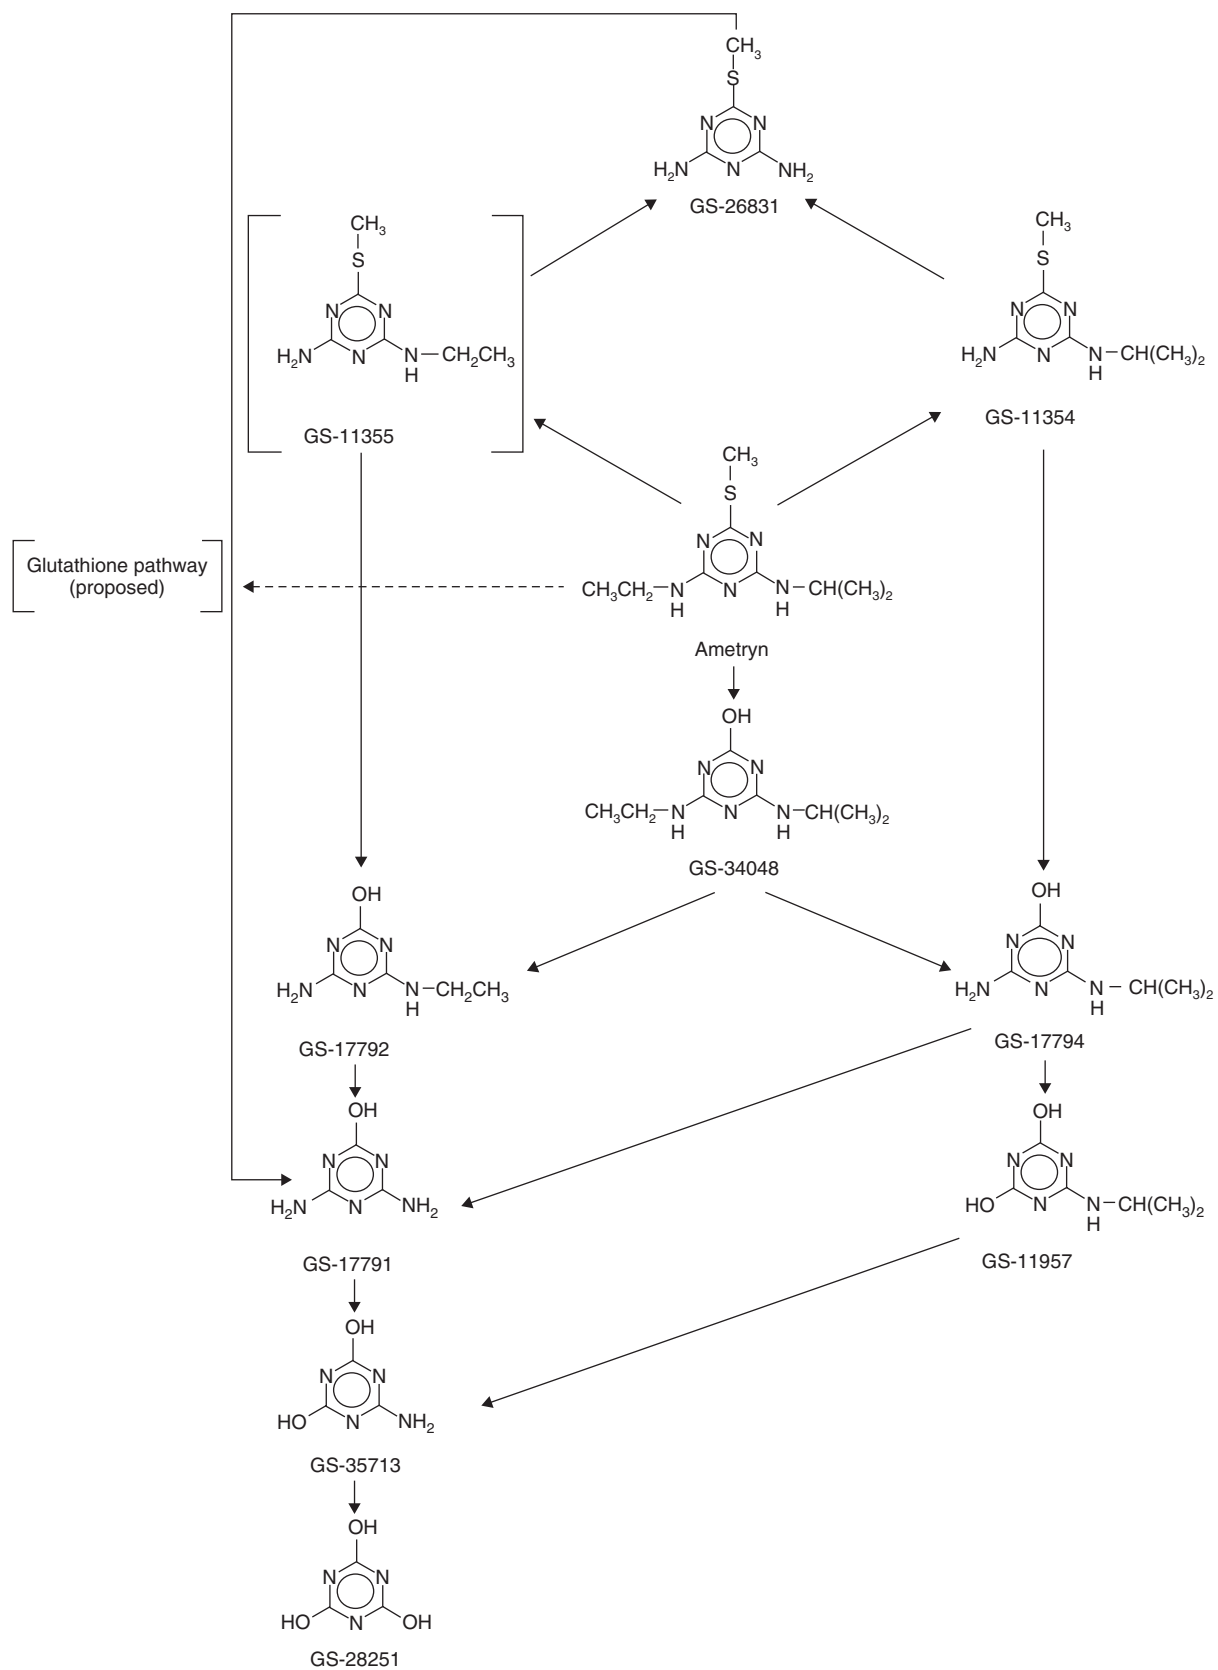 CH3
S
N N
H2N N NH2
GS-26831
CH3
S
N N
H2N N N–CH2CH3
H
GS-11355
CH3
S
N N
H2N N N–CH(CH3)2
H
GS-11354
CH3
S
N N
CH3CH2–N N N–CH(CH3)2
H H
Ametryn
Glutathione pathway
(proposed)
OH
N N
CH3CH2–N N N–CH(CH3)2
H H
GS-34048
OH
N N
H2N N N–CH2CH3
H
GS-17792
OH
N N
H2N N N – CH(CH3)2
H
GS-17794
OH
N N
H2N N NH2
GS-17791
OH
N N
HO N N–CH(CH3)2
H
GS-11957
OH
N N
HO N NH2
GS-35713
OH
N N
HO N OH
GS-28251